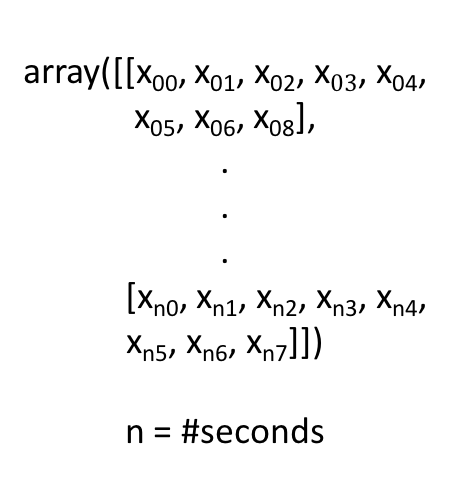 array([[x₀₀, x₀₁, x₀₂, x₀₃, x₀₄,
x₀₅, x₀₆, x₀₈],
.
.
.
[xₙ₀, xₙ₁, xₙ₂, xₙ₃, xₙ₄,
xₙ₅, xₙ₆, xₙ₇]])
n = #seconds